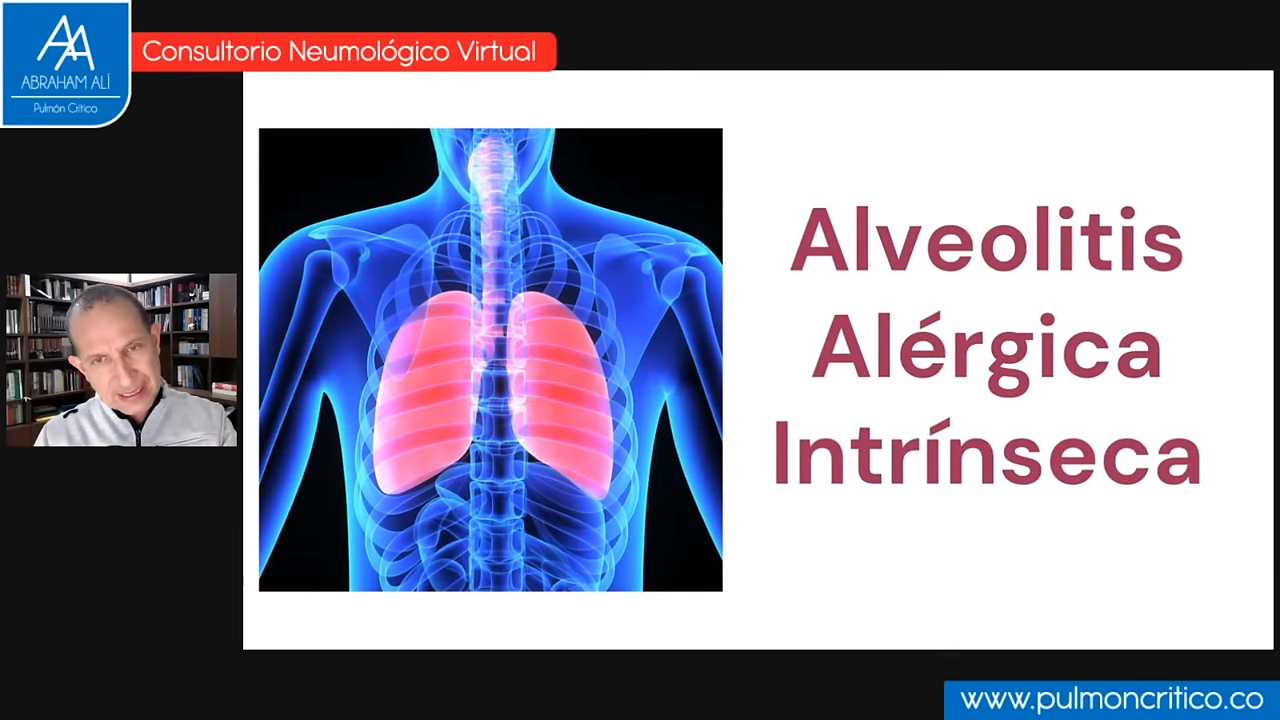 AA
ABRAHAM ALÍ
Pulmón Crítico
Consultorio Neumológico Virtual
Alveolitis
Alérgica
Intrínseca
www.pulmoncritico.co